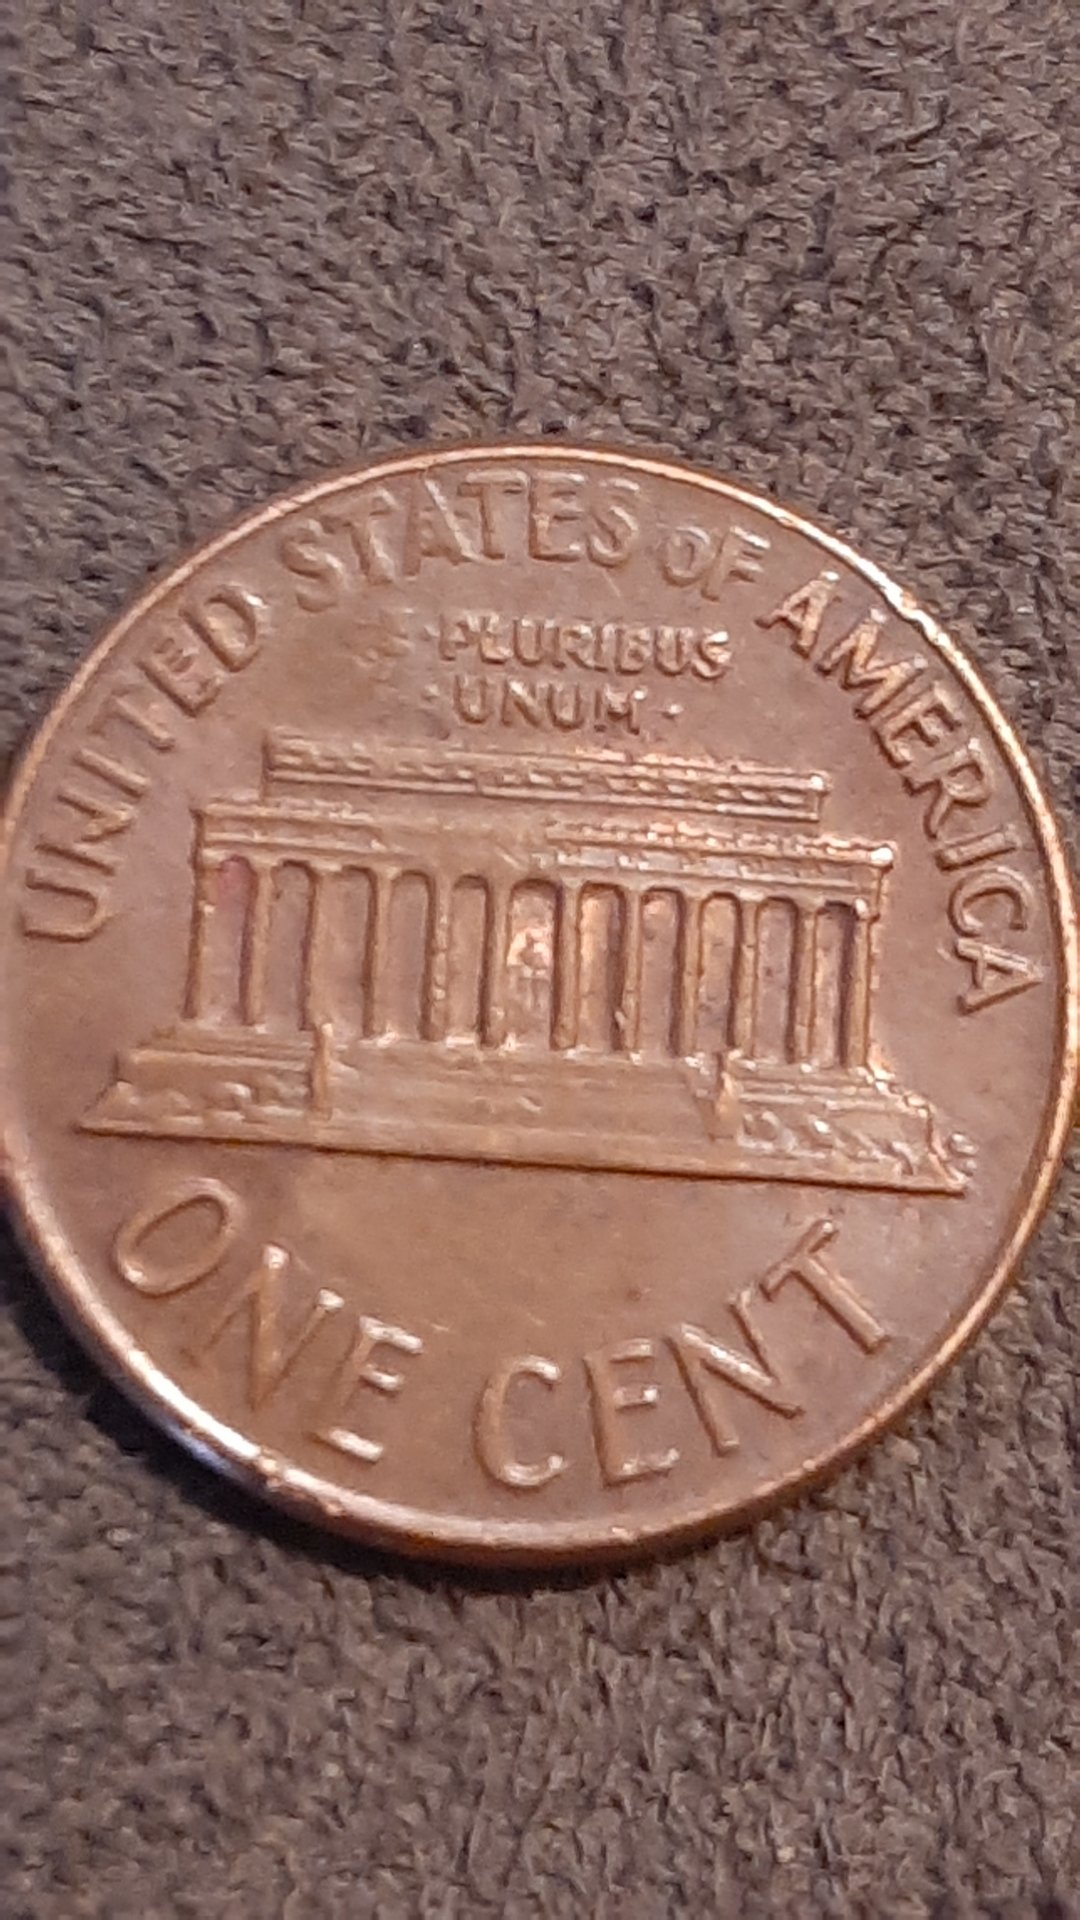 UNITED STATES OF AMERICA
E PLURIBUS
UNUM
ONE CENT